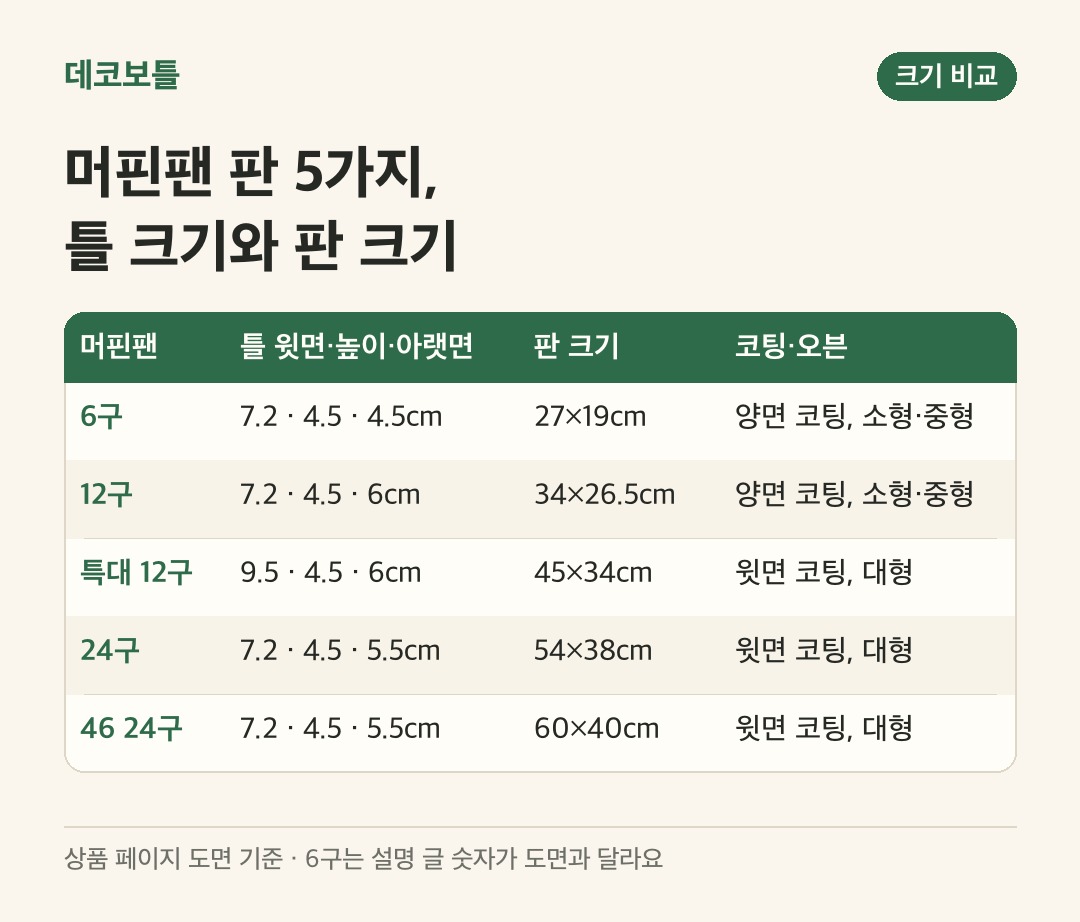 데코보틀
크기 비교
머핀팬 판 5가지,
틀 크기와 판 크기
머핀팬 틀 윗면·높이·아랫면 판 크기 코팅·오븐
6구 7.2 · 4.5 · 4.5cm 27×19cm 양면 코팅, 소형·중형
12구 7.2 · 4.5 · 6cm 34×26.5cm 양면 코팅, 소형·중형
특대 12구 9.5 · 4.5 · 6cm 45×34cm 윗면 코팅, 대형
24구 7.2 · 4.5 · 5.5cm 54×38cm 윗면 코팅, 대형
46 24구 7.2 · 4.5 · 5.5cm 60×40cm 윗면 코팅, 대형
상품 페이지 도면 기준 · 6구는 설명 글 숫자가 도면과 달라요